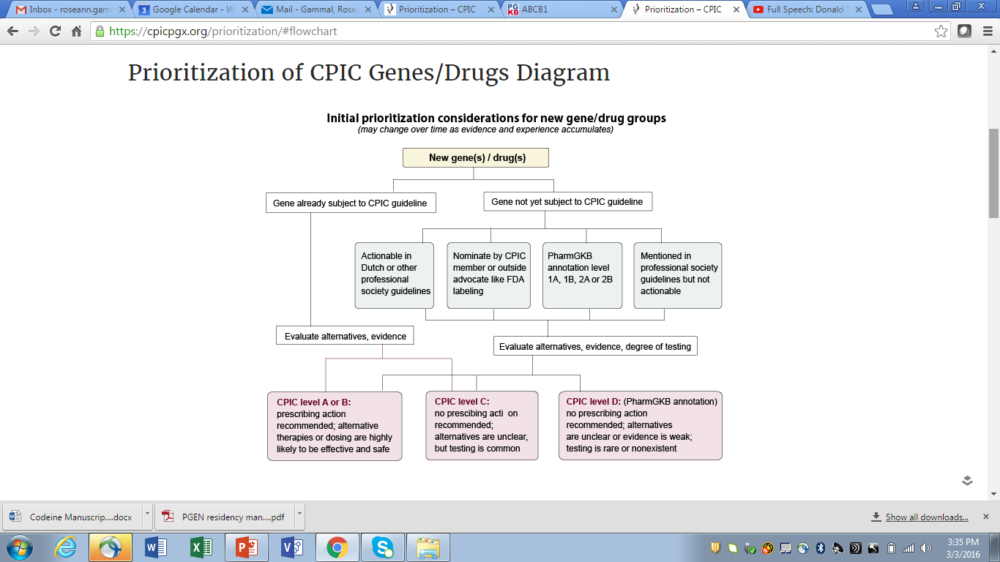 Inbox - roseann.gam
Google Calendar - W
Mail - Gammal, Rosea
Prioritization – CPIC
PG
KB
ABCB1
Prioritization – CPIC
Full Speech: Donald T
https://cpicpgx.org/prioritization/#flowchart
Prioritization of CPIC Genes/Drugs Diagram
Initial prioritization considerations for new gene/drug groups
(may change over time as evidence and experience accumulates)
New gene(s) / drug(s)
Gene already subject to CPIC guideline
Gene not yet subject to CPIC guideline
Actionable in
Dutch or other
professional
society guidelines
Nominate by CPIC
member or outside
advocate like FDA
labeling
PharmGKB
annotation level
1A, 1B, 2A or 2B
Mentioned in
professional society
guidelines but not
actionable
Evaluate alternatives, evidence
Evaluate alternatives, evidence, degree of testing
CPIC level A or B:
prescribing action
recommended; alternative
therapies or dosing are highly
likely to be effective and safe
CPIC level C:
no prescibing acti on
recommended;
alternatives are unclear,
but testing is common
CPIC level D: (PharmGKB annotation)
no prescribing action
recommended; alternatives
are unclear or evidence is weak;
testing is rare or nonexistent
Codeine Manuscrip....docx
PGEN residency man....pdf
Show all downloads...
3:35 PM
3/3/2016